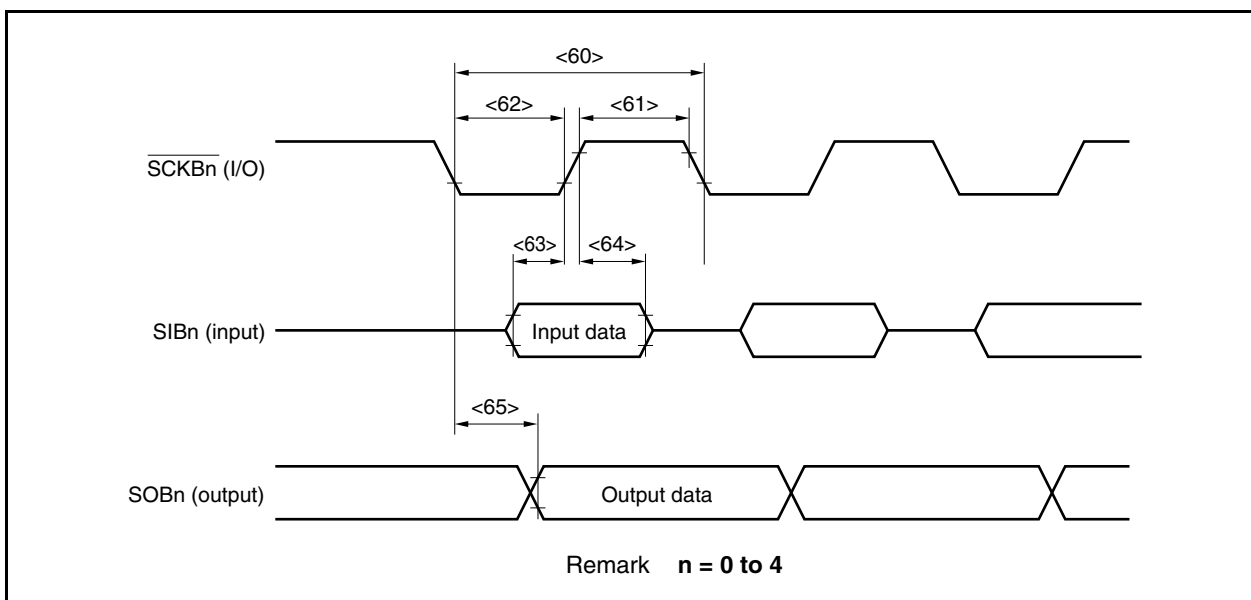 <60>
<62> <61>
SCKBn (I/O)
<63> <64>
SIBn (input)
Input data
<65>
SOBn (output)
Output data
Remark n = 0 to 4